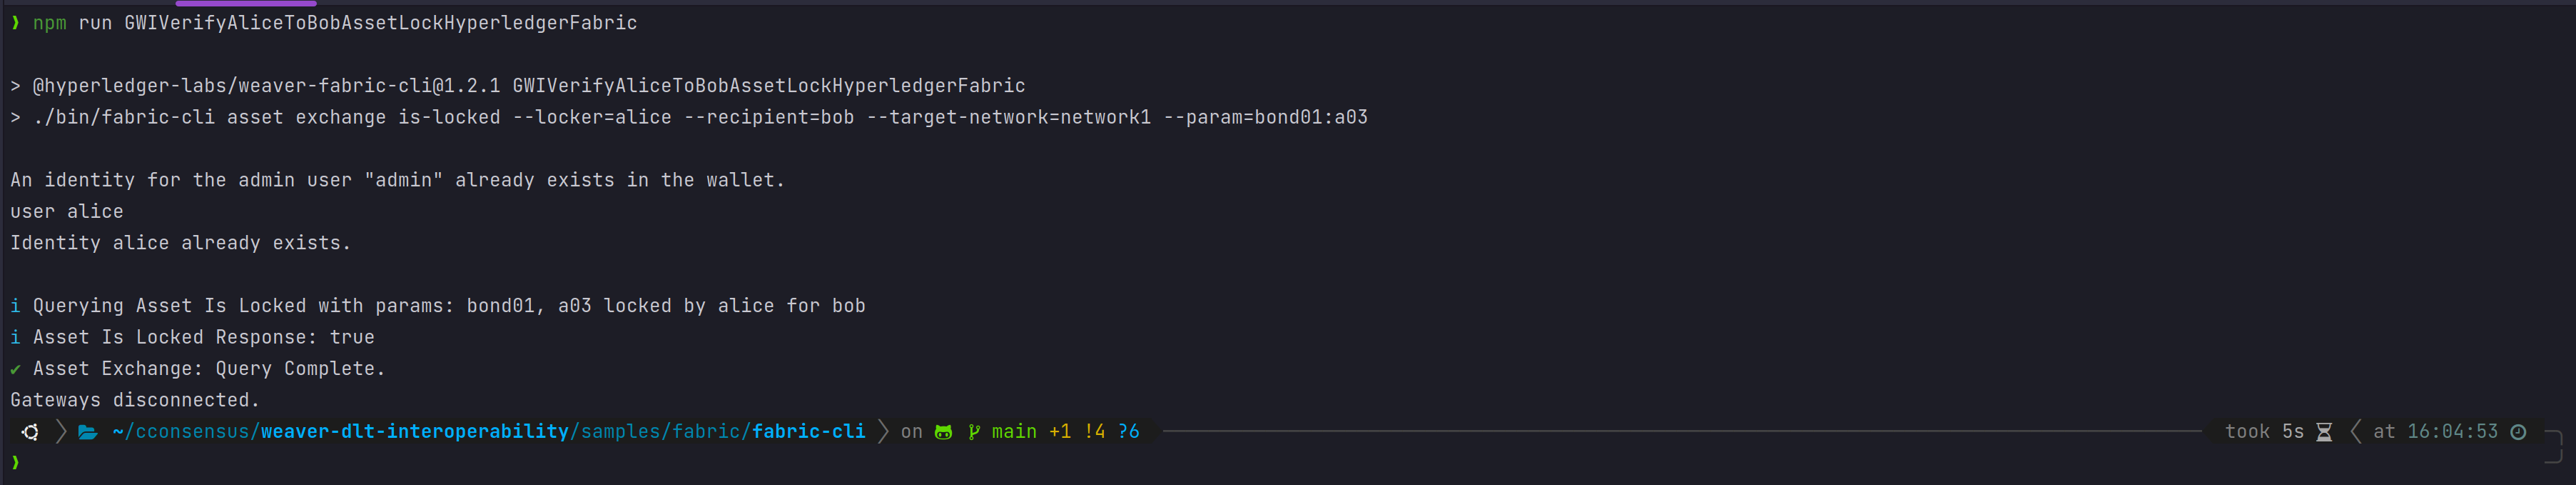 ❱ npm run GWIVerifyAliceToBobAssetLockHyperledgerFabric
> @hyperledger-labs/weaver-fabric-cli@1.2.1 GWIVerifyAliceToBobAssetLockHyperledgerFabric
> ./bin/fabric-cli asset exchange is-locked --locker=alice --recipient=bob --target-network=network1 --param=bond01:a03
An identity for the admin user "admin" already exists in the wallet.
user alice
Identity alice already exists.
i Querying Asset Is Locked with params: bond01, a03 locked by alice for bob
i Asset Is Locked Response: true
✔ Asset Exchange: Query Complete.
Gateways disconnected.
~/cconsensus/weaver-dlt-interoperability/samples/fabric/fabric-cli on main +1 !4 ?6 took 5s at 16:04:53
❱